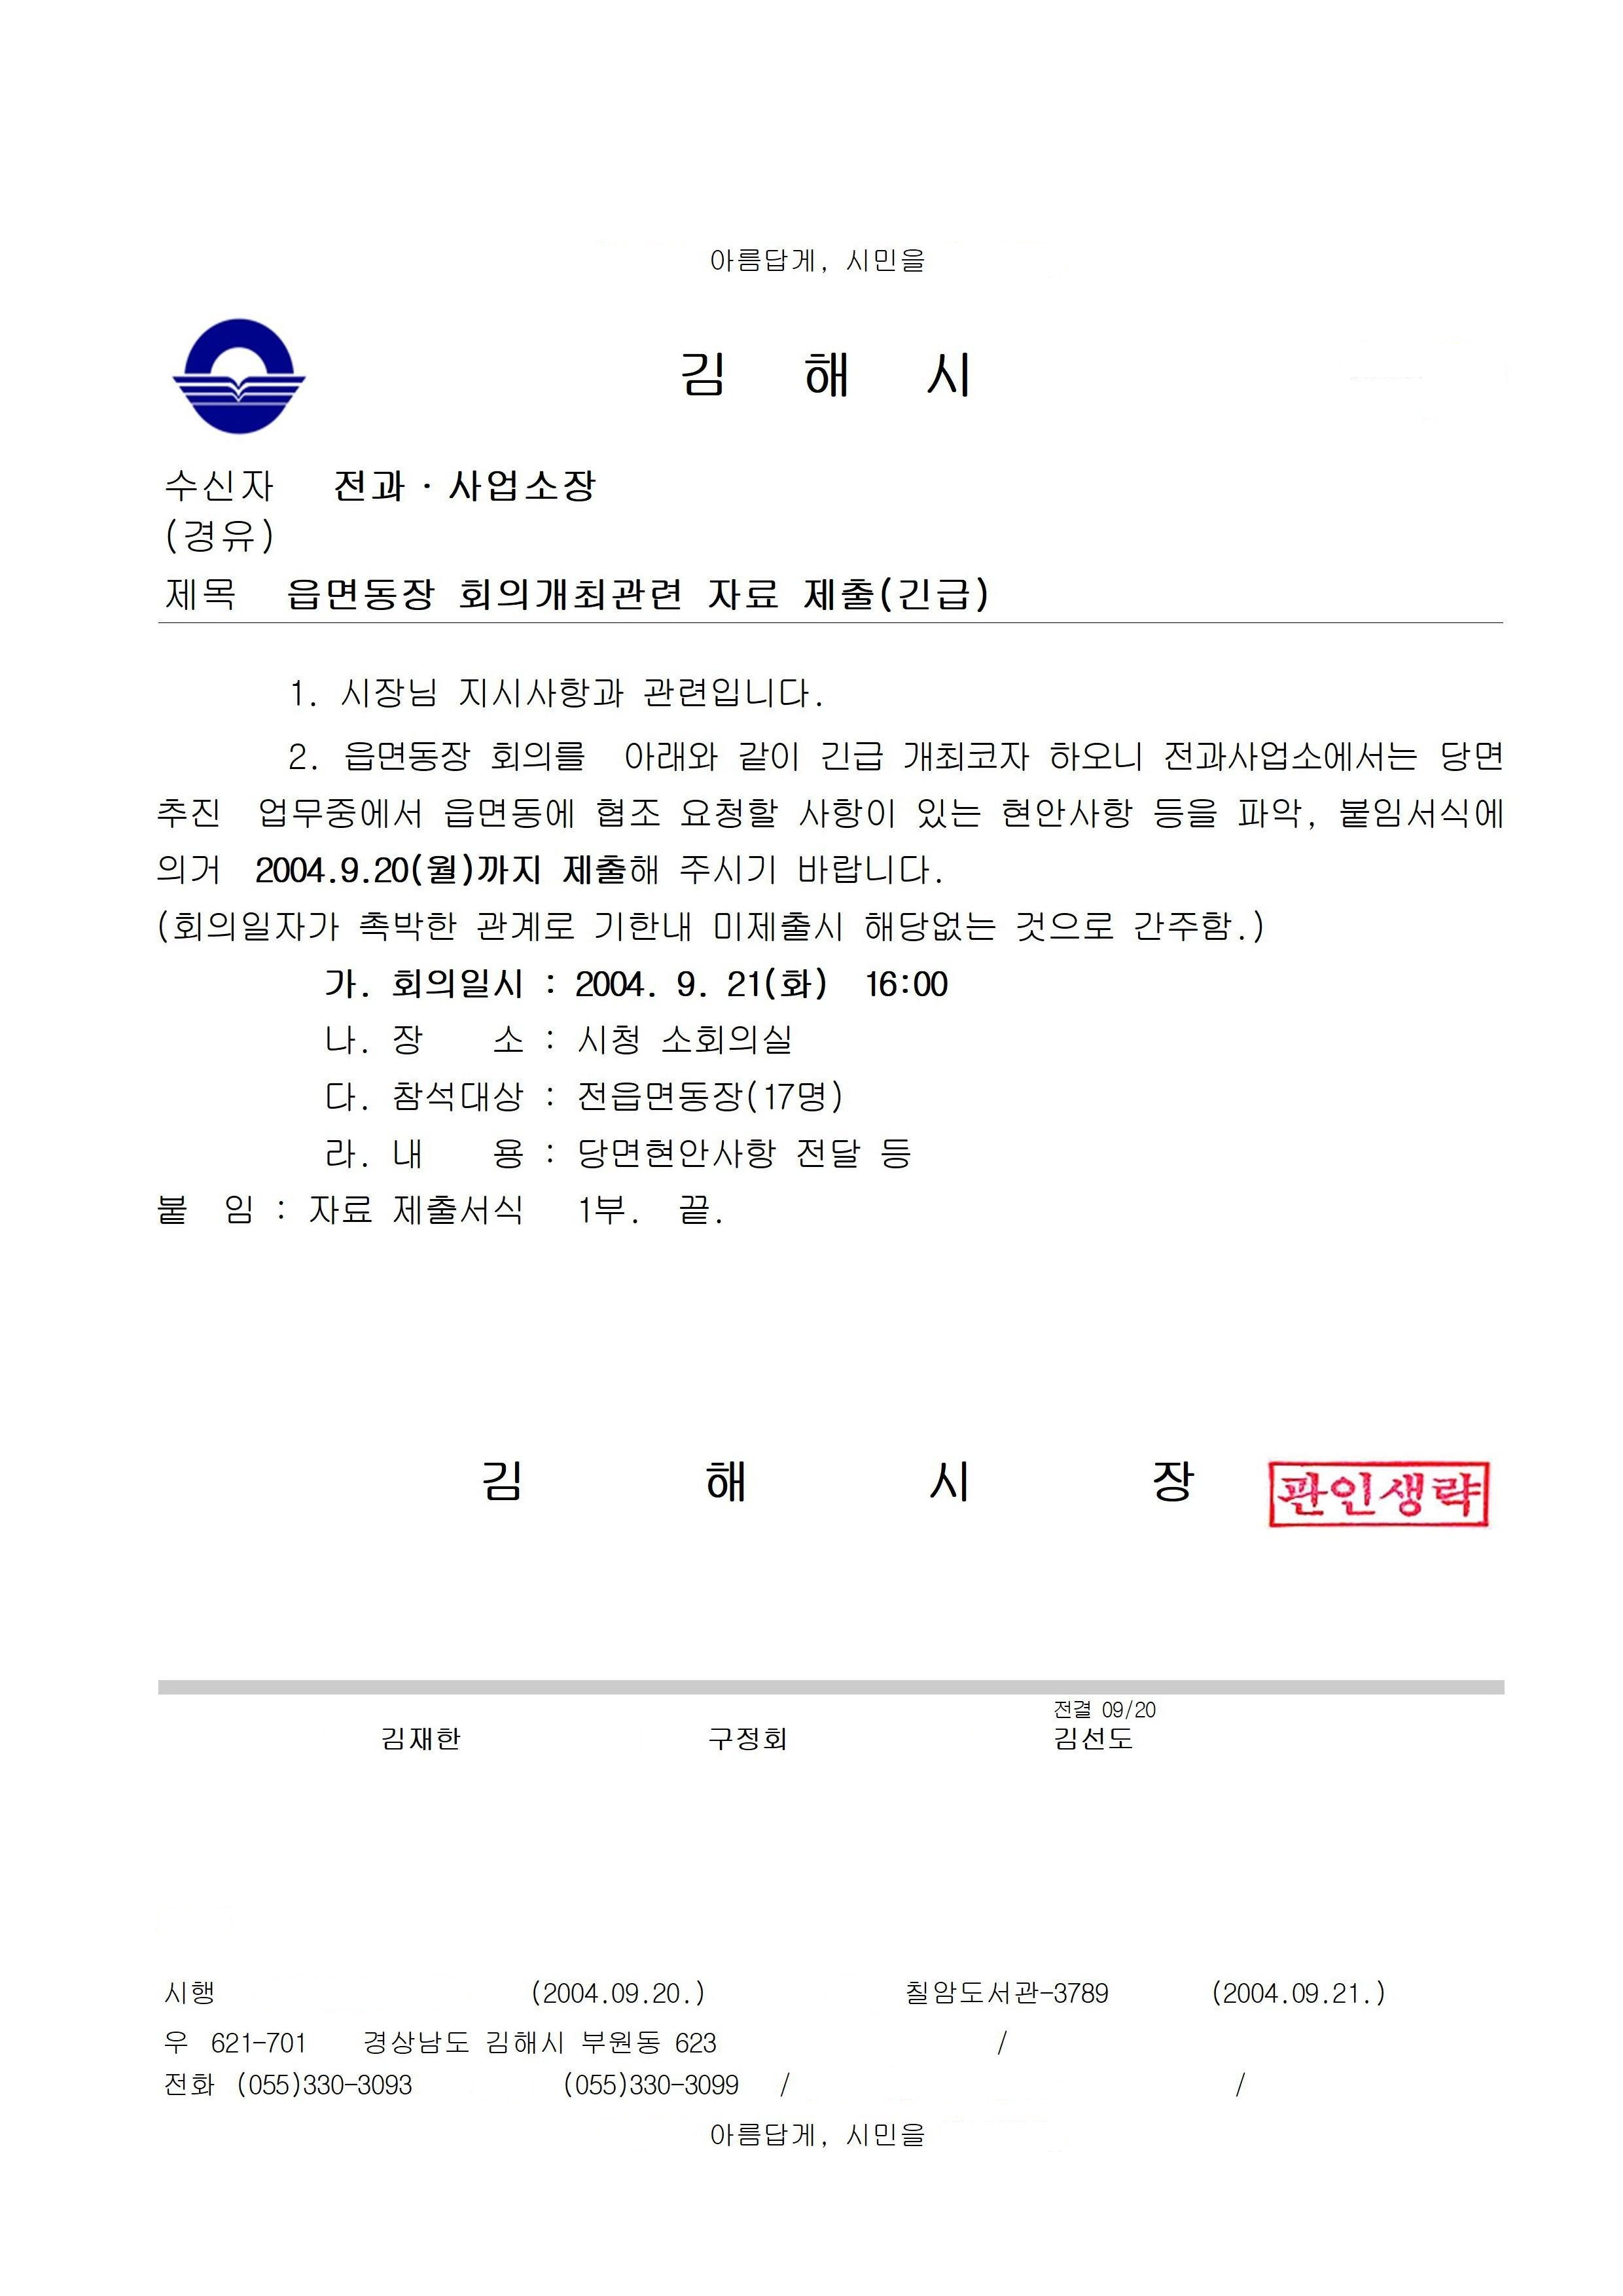 아름답게, 시민을
김 해 시
수신자 전과·사업소장
(경유)
제목 읍면동장 회의개최관련 자료 제출(긴급)
1. 시장님 지시사항과 관련입니다.
2. 읍면동장 회의를 아래와 같이 긴급 개최코자 하오니 전과사업소에서는 당면
추진 업무중에서 읍면동에 협조 요청할 사항이 있는 현안사항 등을 파악, 붙임서식에
의거 2004.9.20(월)까지 제출해 주시기 바랍니다.
(회의일자가 촉박한 관계로 기한내 미제출시 해당없는 것으로 간주함.)
가. 회의일시 : 2004. 9. 21(화) 16:00
나. 장 소 : 시청 소회의실
다. 참석대상 : 전읍면동장(17명)
라. 내 용 : 당면현안사항 전달 등
붙 임 : 자료 제출서식 1부. 끝.
김 해 시 장 관인생략
전결 09/20
김재한 구정회 김선도
시행 (2004.09.20.) 칠암도서관-3789 (2004.09.21.)
우 621-701 경상남도 김해시 부원동 623 /
전화 (055)330-3093 (055)330-3099 / /
아름답게, 시민을